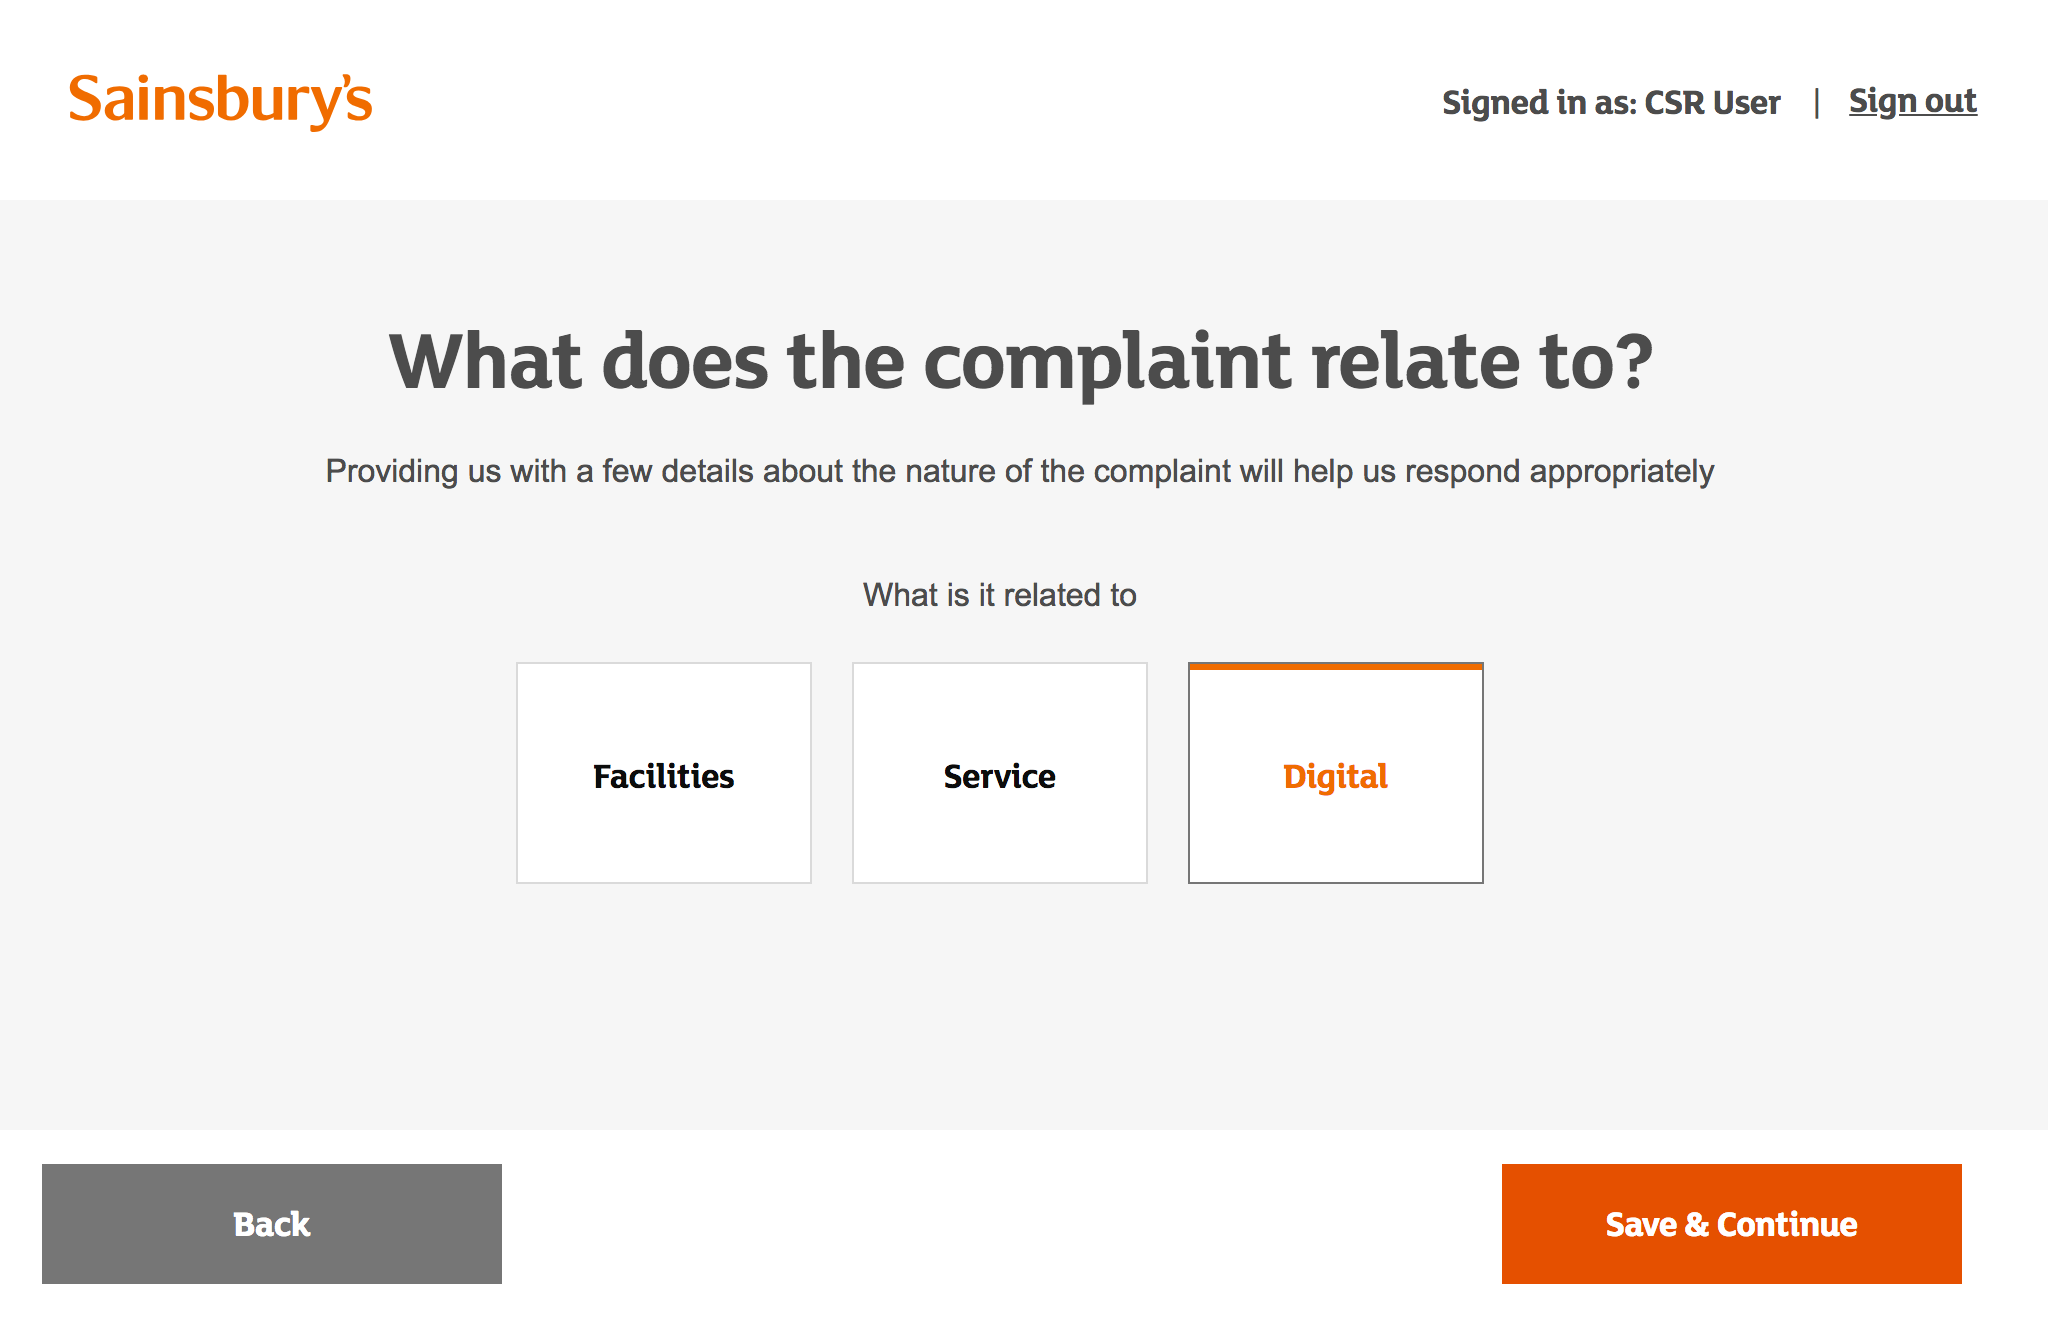 Sainsbury's
Signed in as: CSR User | Sign out
What does the complaint relate to?
Providing us with a few details about the nature of the complaint will help us respond appropriately
What is it related to
Facilities
Service
Digital
Back
Save & Continue